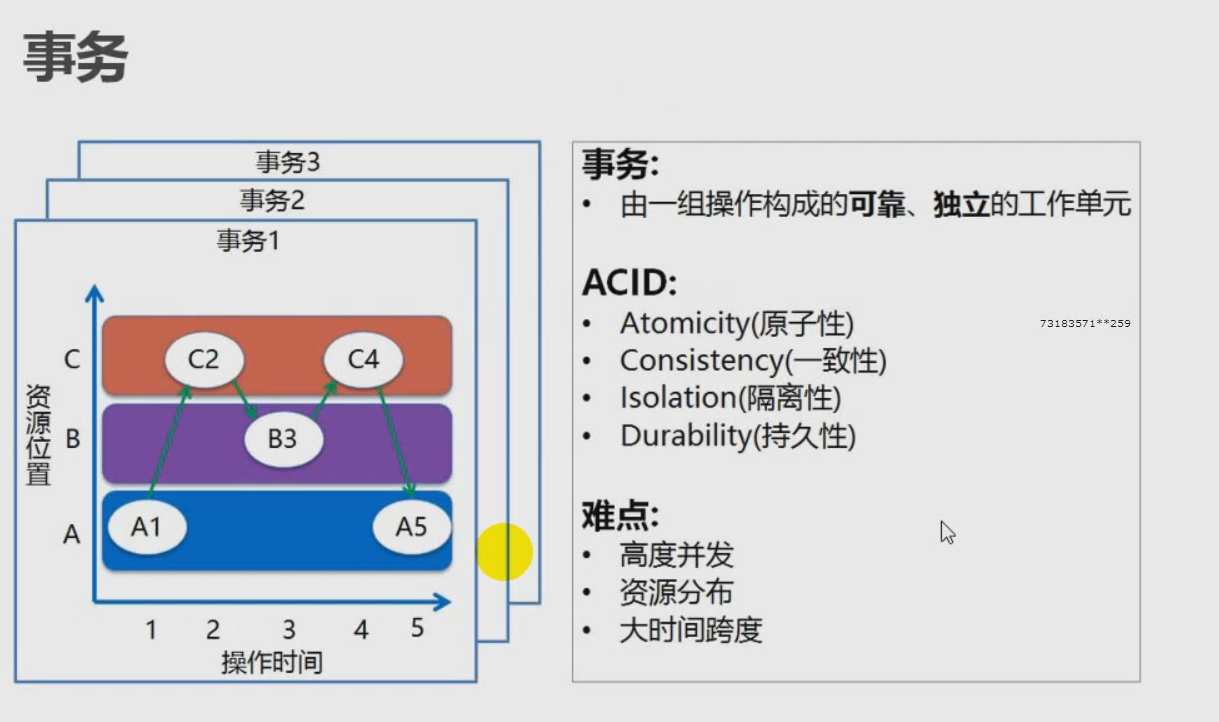 事务
事务3
事务2
事务1
C
B
A
资源位置
C2
C4
B3
A1
A5
1 2 3 4 5
操作时间
事务:
• 由一组操作构成的可靠、独立的工作单元
ACID:
• Atomicity(原子性)
• Consistency(一致性)
• Isolation(隔离性)
• Durability(持久性)
73183571**259
难点:
• 高度并发
• 资源分布
• 大时间跨度